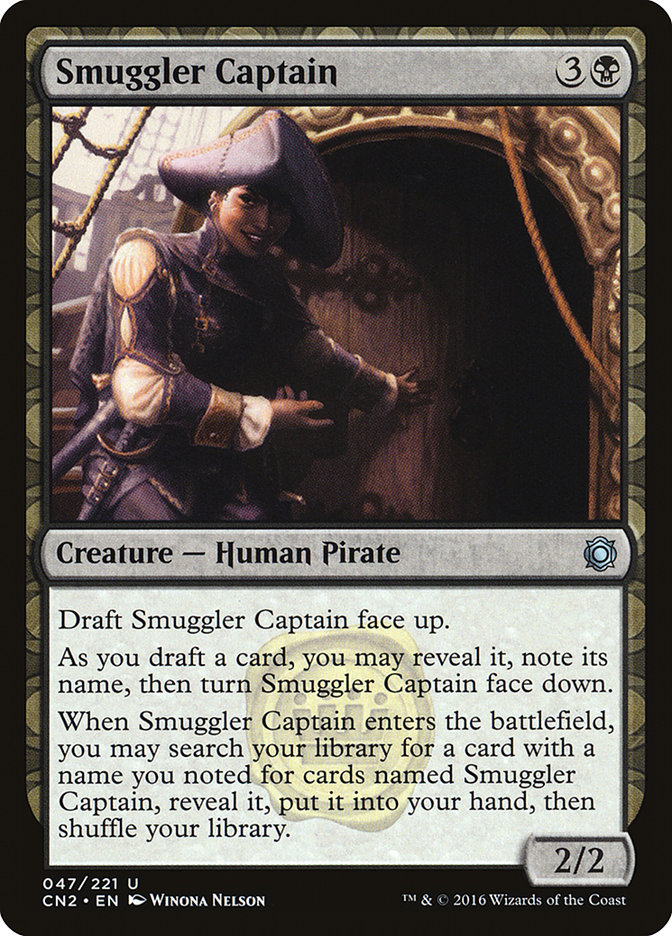 Smuggler Captain 3
Creature — Human Pirate
Draft Smuggler Captain face up.
As you draft a card, you may reveal it, note its
name, then turn Smuggler Captain face down.
When Smuggler Captain enters the battlefield,
you may search your library for a card with a
name you noted for cards named Smuggler
Captain, reveal it, put it into your hand, then
shuffle your library.
2/2
047/221 U
CN2 • EN Winona Nelson
™ & © 2016 Wizards of the Coast